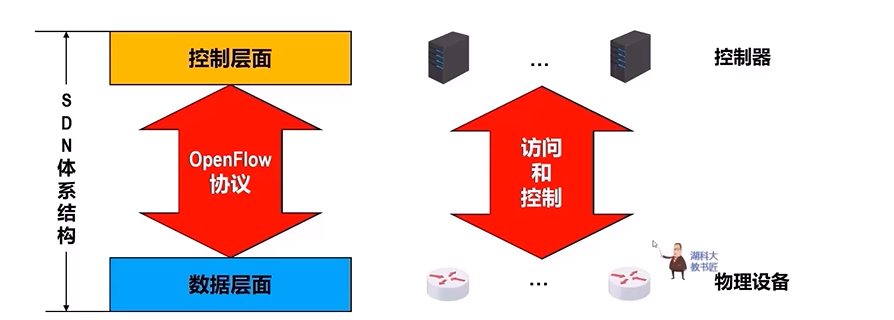 SDN体系结构
控制层面
OpenFlow
协议
数据层面
...
控制器
访问
和
控制
湖科大
教书匠
...
物理设备